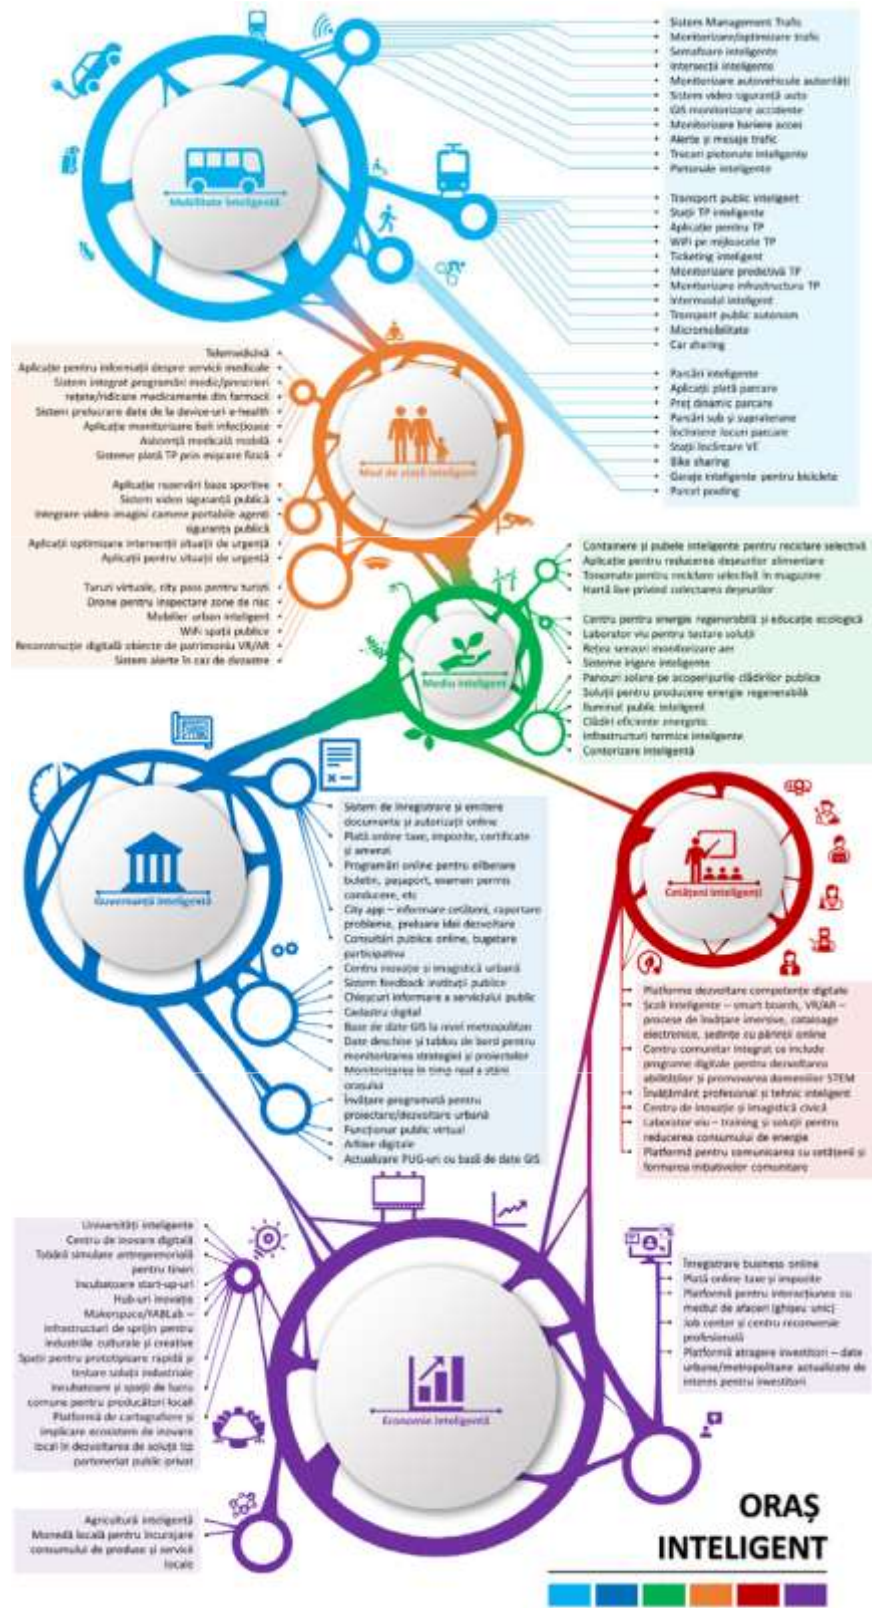 Sistem Management Trafic
Monitorizare/optimizare trafic
Semafoare inteligente
Intersecții inteligente
Monitorizare autovehicule autorități
Sistem video siguranță auto
GIS monitorizare accidente
Monitorizare bariere acces
Alerte și mesaje trafic
Treceri pietonale inteligente
Pietonale inteligente
Mobilitate Inteligentă
Transport public inteligent
Stații TP inteligente
Aplicație pentru TP
WiFi pe mijloacele TP
Ticketing inteligent
Monitorizare predictivă TP
Monitorizare infrastructura TP
Intermodal inteligent
Transport public autonom
Micromobilitate
Car sharing
Parcări inteligente
Aplicații plată parcare
Preț dinamic parcare
Parcări sub și supraterane
Închiriere locuri parcare
Stații încărcare VE
Bike sharing
Garaje inteligente pentru biciclete
Parcel pooling
Telemedicină
Aplicație pentru informații despre servicii medicale
Sistem integrat programări medic/prescrieri
rețete/ridicare medicamente din farmacii
Sistem prelucrare date de la device-uri e-health
Aplicație monitorizare boli infecțioase
Asistență medicală mobilă
Sisteme plată TP prin mișcare fizică
Mod de viață inteligent
Aplicație rezervări baze sportive
Sistem video siguranță publică
Integrare video imagini camere portabile agenți
siguranța publică
Aplicații optimizare intervenții situații de urgență
Aplicații pentru situații de urgență
Tururi virtuale, city pass pentru turiști
Drone pentru inspectare zone de risc
Mobilier urban inteligent
WiFi spații publice
Reconstrucție digitală obiecte de patrimoniu VR/AR
Sistem alerte în caz de dezastre
Containere și pubele inteligente pentru reciclare selectivă
Aplicație pentru reducerea deșeurilor alimentare
Tonomate pentru reciclare selectivă în magazine
Hartă live privind colectarea deșeurilor
Mediu inteligent
Centru pentru energie regenerabilă și educație ecologică
Laborator viu pentru testare soluții
Rețea senzori monitorizare aer
Sisteme irigare inteligente
Panouri solare pe acoperișurile clădirilor publice
Soluții pentru producere energie regenerabilă
Iluminat public inteligent
Clădiri eficiente energetic
Infrastructuri termice inteligente
Contorizare inteligentă
Guvernanță inteligentă
Sistem de înregistrare și emitere
documente și autorizații online
Plată online taxe, impozite, certificate
și amenzi
Programări online pentru eliberare
buletin, pașaport, examen permis
conducere, etc
City app – informare cetățeni, raportare
probleme, preluare idei dezvoltare
Consultări publice online, bugetare
participativa
Centru inovație și imagistică urbană
Sistem feedback instituții publice
Chioșcuri informare a serviciului public
Cadastru digital
Baze de date GIS la nivel metropolitan
Date deschise și tablou de bord pentru
monitorizarea strategiei și proiectelor
Monitorizarea în timp real a stării
orașului
Învățare programată pentru
proiectare/dezvoltare urbană
Funcționar public virtual
Arhive digitale
Actualizare PUG-uri cu bază de date GIS
Cetățeni inteligenți
Platforme dezvoltare competențe digitale
Școli inteligente – smart boards, VR/AR –
procese de învățare imersive, cataloage
electronice, ședințe cu părinții online
Centru comunitar integrat ce include
programe digitale pentru dezvoltarea
abilităților și promovarea domeniilor STEM
Învățământ profesional și tehnic inteligent
Centru de inovație și imagistică civică
Laborator viu – training și soluții pentru
reducerea consumului de energie
Platformă pentru comunicarea cu cetățenii și
formarea inițiativelor comunitare
Universități inteligente
Centru de inovare digitală
Tabără simulare antreprenorială
pentru tineri
Incubatoare start-up-uri
Hub-uri inovație
Makerspace/FABLab –
infrastructuri de sprijin pentru
industriile culturale și creative
Spații pentru prototipizare rapidă și
testare soluții industriale
Incubatoare și spații de lucru
comune pentru producători locali
Platformă de cartografiere și
implicare ecosistem de inovare
local în dezvoltarea de soluții tip
parteneriat public privat
Agricultură inteligentă
Monedă locală pentru încurajare
consumului de produse și servicii
locale
Economie inteligentă
Înregistrare business online
Plată online taxe și impozite
Platformă pentru interacțiunea cu
mediul de afaceri (ghișeu unic)
Job center și centru reconversie
profesională
Platformă atragere investitori – date
urbane/metropolitane actualizate de
interes pentru investitori
ORAȘ
INTELIGENT